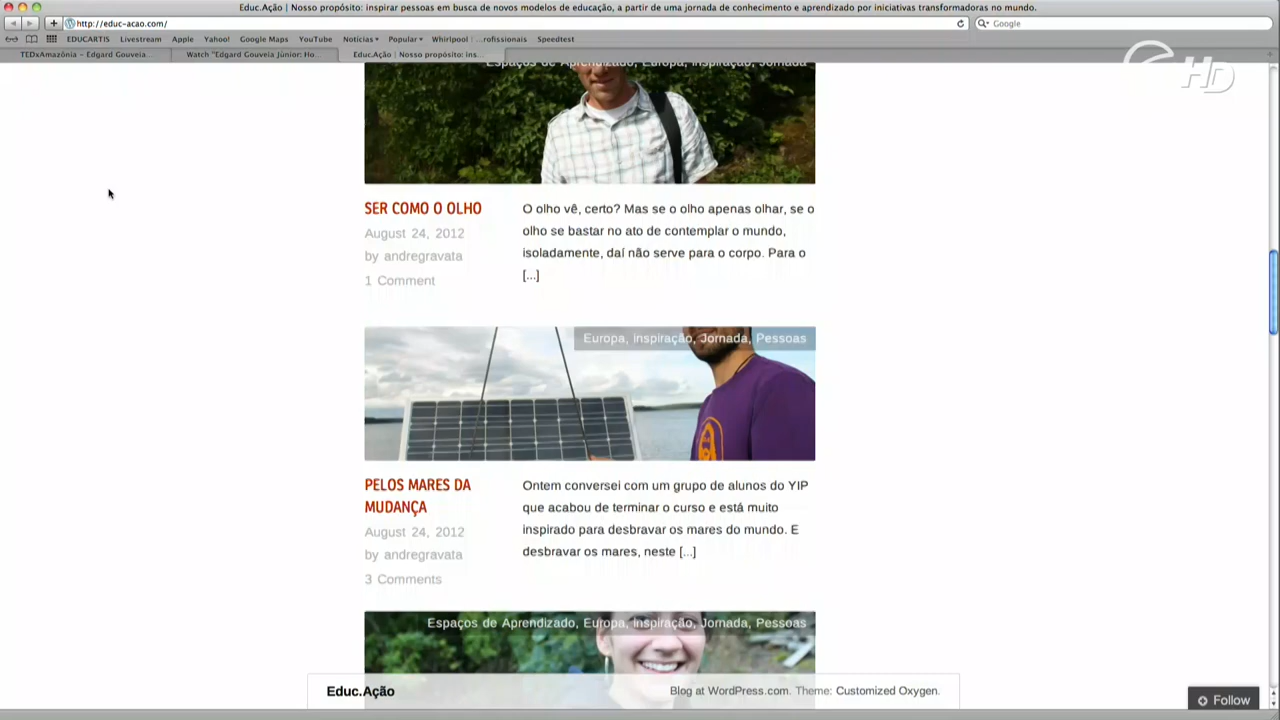 Educ.Ação | Nosso propósito: inspirar pessoas em busca de novos modelos de educação, a partir de uma jornada de conhecimento e aprendizado por iniciativas transformadoras no mundo.
http://educ-acao.com/
Google
EDUCARTIS Livestream Apple Yahoo! Google Maps YouTube Notícias Popular Whirlpool ...rofissionais Speedtest
TEDxAmazônia – Edgard Gouveia... Watch "Edgard Gouveia Júnior: Ho... Educ.Ação | Nosso propósito: ins...
HD
Espaços de Aprendizado, Europa, inspiração, Jornada
SER COMO O OLHO
August 24, 2012
by andregravata
1 Comment
O olho vê, certo? Mas se o olho apenas olhar, se o
olho se bastar no ato de contemplar o mundo,
isoladamente, daí não serve para o corpo. Para o
[...]
Europa, inspiração, Jornada, Pessoas
PELOS MARES DA
MUDANÇA
August 24, 2012
by andregravata
3 Comments
Ontem conversei com um grupo de alunos do YIP
que acabou de terminar o curso e está muito
inspirado para desbravar os mares do mundo. E
desbravar os mares, neste [...]
Espaços de Aprendizado, Europa, inspiração, Jornada, Pessoas
Educ.Ação
Blog at WordPress.com. Theme: Customized Oxygen.
Follow